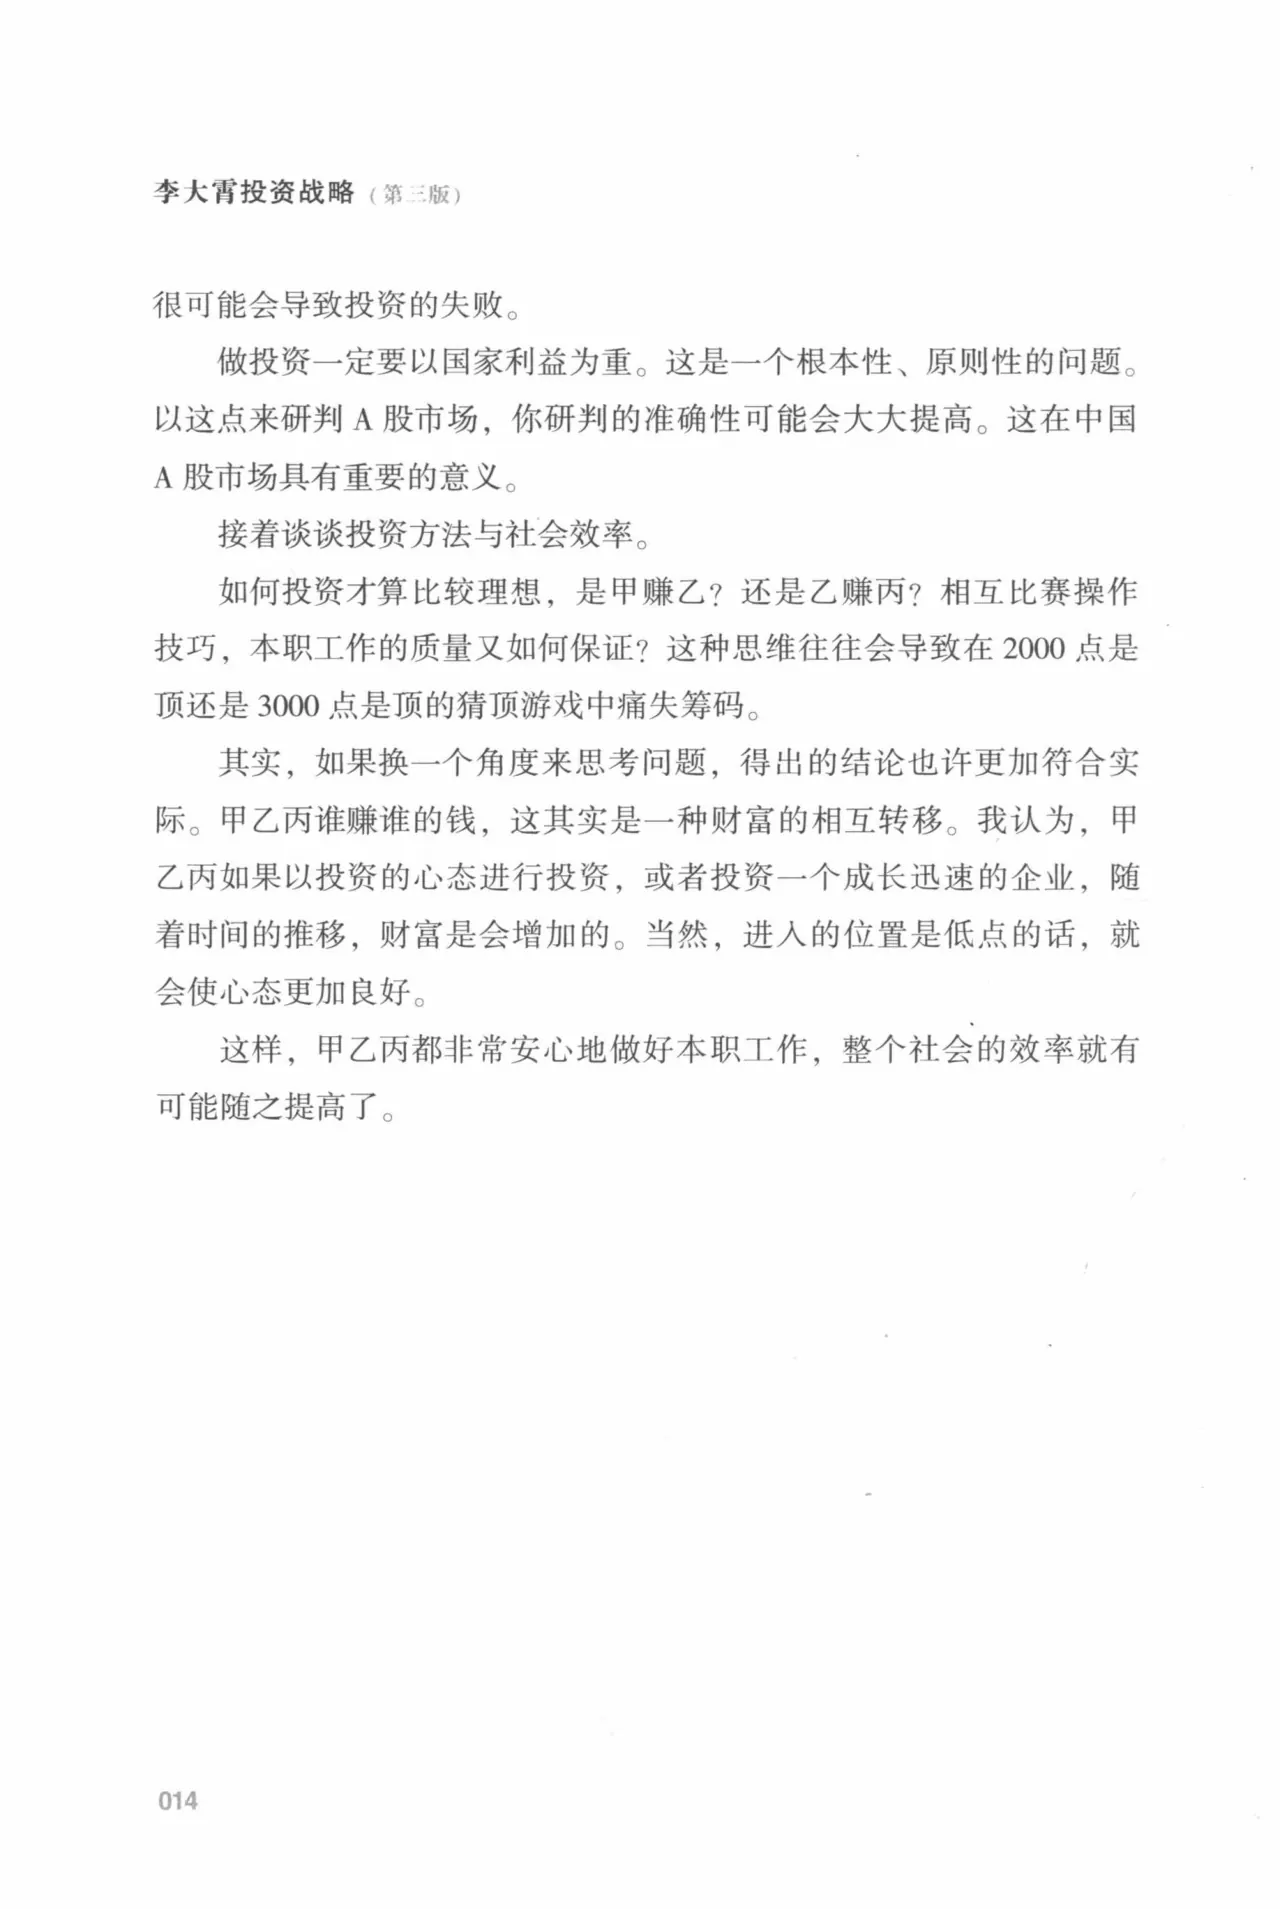 李大霄投资战略（第三版）
很可能会导致投资的失败。
做投资一定要以国家利益为重。这是一个根本性、原则性的问题。
以这点来研判 A 股市场，你研判的准确性可能会大大提高。这在中国
A 股市场具有重要的意义。
接着谈谈投资方法与社会效率。
如何投资才算比较理想，是甲赚乙？还是乙赚丙？相互比赛操作
技巧，本职工作的质量又如何保证？这种思维往往会导致在 2000 点是
顶还是 3000 点是顶的猜顶游戏中痛失筹码。
其实，如果换一个角度来思考问题，得出的结论也许更加符合实
际。甲乙丙谁赚谁的钱，这其实是一种财富的相互转移。我认为，甲
乙丙如果以投资的心态进行投资，或者投资一个成长迅速的企业，随
着时间的推移，财富是会增加的。当然，进入的位置是低点的话，就
会使心态更加良好。
这样，甲乙丙都非常安心地做好本职工作，整个社会的效率就有
可能随之提高了。
014